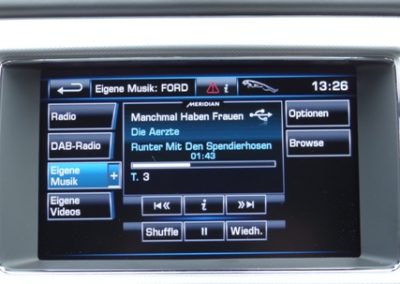 Eigene Musik: FORD
13:26
MERIDIAN
Radio
DAB-Radio
Eigene
Musik
+
Eigene
Videos
Manchmal Haben Frauen
Die Aerzte
Runter Mit Den Spendierhosen
01:43
T. 3
Optionen
Browse
i
Shuffle
Wiedh.